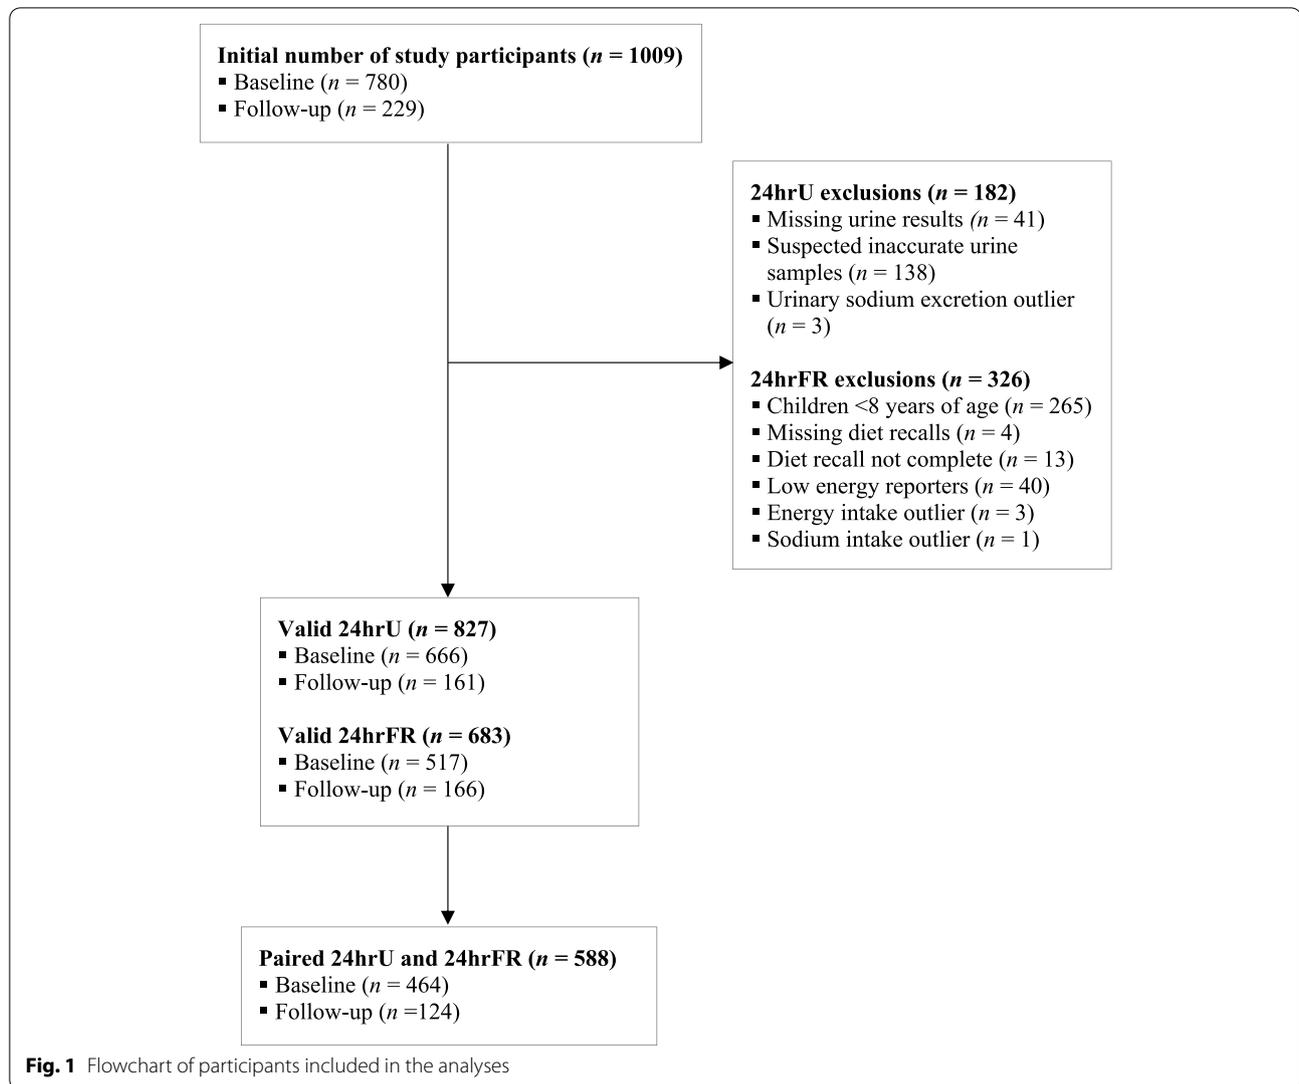 Initial number of study participants (n = 1009)
▪ Baseline (n = 780)
▪ Follow-up (n = 229)
24hrU exclusions (n = 182)
▪ Missing urine results (n = 41)
▪ Suspected inaccurate urine
samples (n = 138)
▪ Urinary sodium excretion outlier
(n = 3)
24hrFR exclusions (n = 326)
▪ Children <8 years of age (n = 265)
▪ Missing diet recalls (n = 4)
▪ Diet recall not complete (n = 13)
▪ Low energy reporters (n = 40)
▪ Energy intake outlier (n = 3)
▪ Sodium intake outlier (n = 1)
Valid 24hrU (n = 827)
▪ Baseline (n = 666)
▪ Follow-up (n = 161)
Valid 24hrFR (n = 683)
▪ Baseline (n = 517)
▪ Follow-up (n = 166)
Paired 24hrU and 24hrFR (n = 588)
▪ Baseline (n = 464)
▪ Follow-up (n =124)
Fig. 1 Flowchart of participants included in the analyses